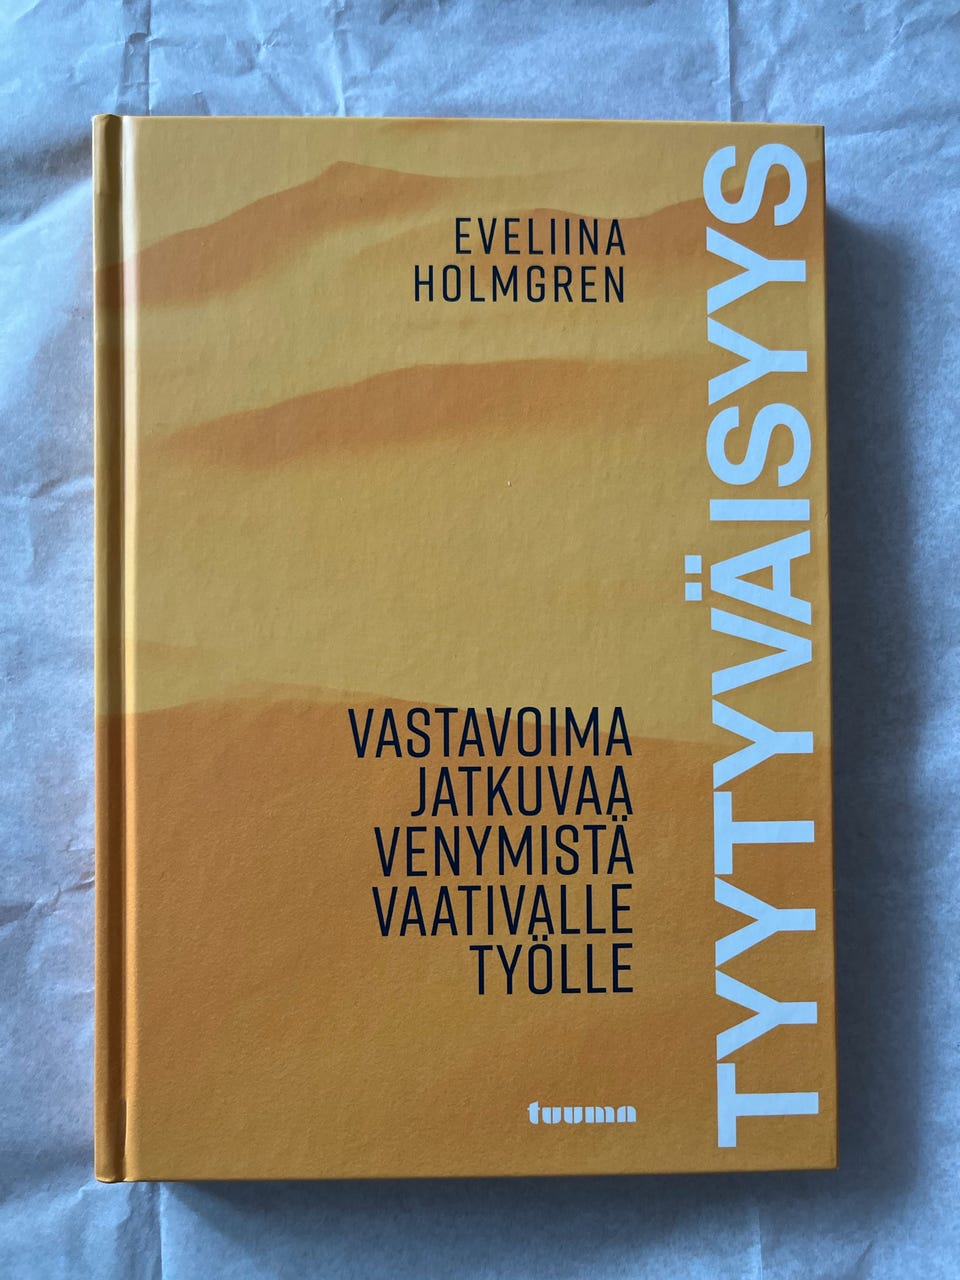 EVELIINA
HOLMGREN
TYYTYVÄISYYS
VASTAVOIMA
JATKUVAA
VENYMISTÄ
VAATIVALLE
TYÖLLE
tuuma